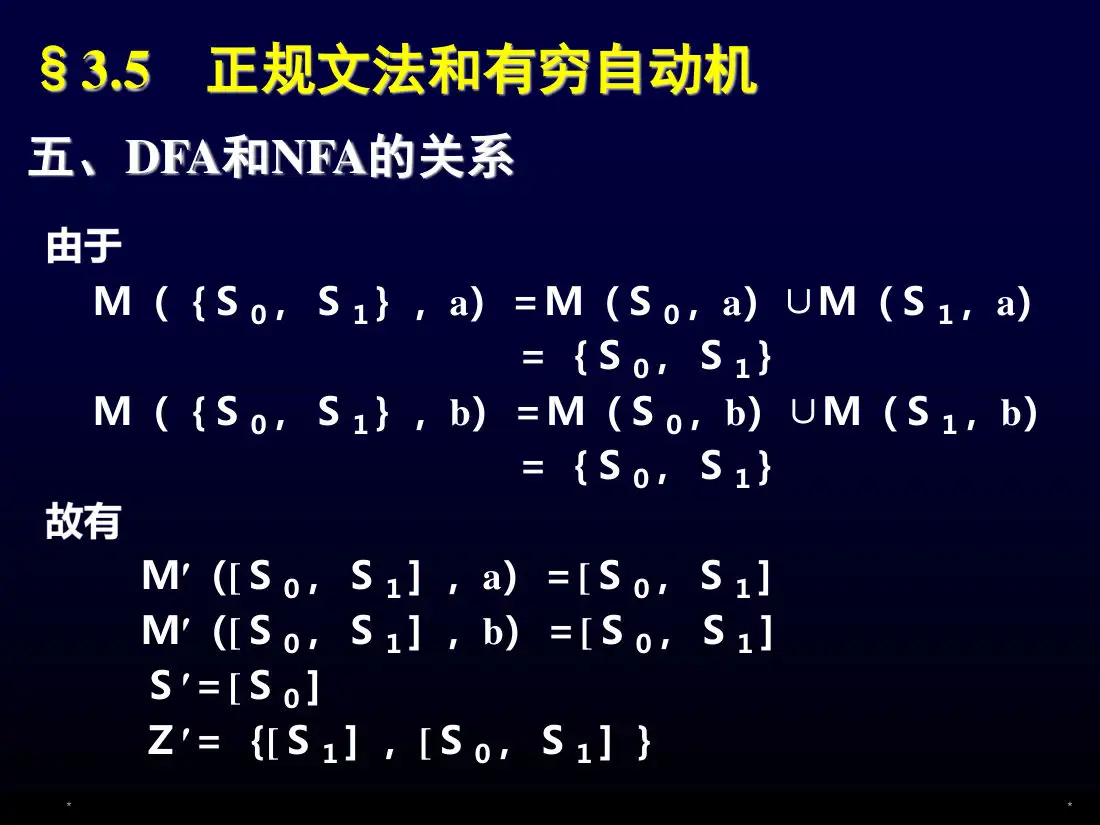 §3.5 正规文法和有穷自动机
五、DFA和NFA的关系
由于
M（{S₀，S₁}，a）=M（S₀，a）∪M（S₁，a）
={S₀，S₁}
M（{S₀，S₁}，b）=M（S₀，b）∪M（S₁，b）
={S₀，S₁}
故有
M′（[S₀，S₁]，a）=[S₀，S₁]
M′（[S₀，S₁]，b）=[S₀，S₁]
S′=[S₀]
Z′={[S₁]，[S₀，S₁]}
* *